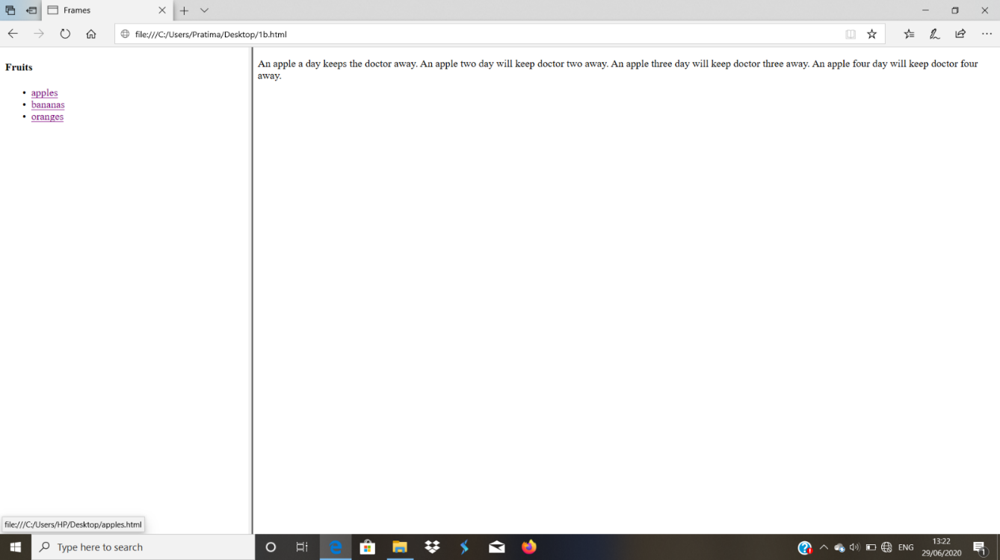 Frames
file:///C:/Users/Pratima/Desktop/1b.html
Fruits
• apples
• bananas
• oranges
An apple a day keeps the doctor away. An apple two day will keep doctor two away. An apple three day will keep doctor three away. An apple four day will keep doctor four
away.
file:///C:/Users/HP/Desktop/apples.html
Type here to search
ENG
13:22
29/06/2020
1